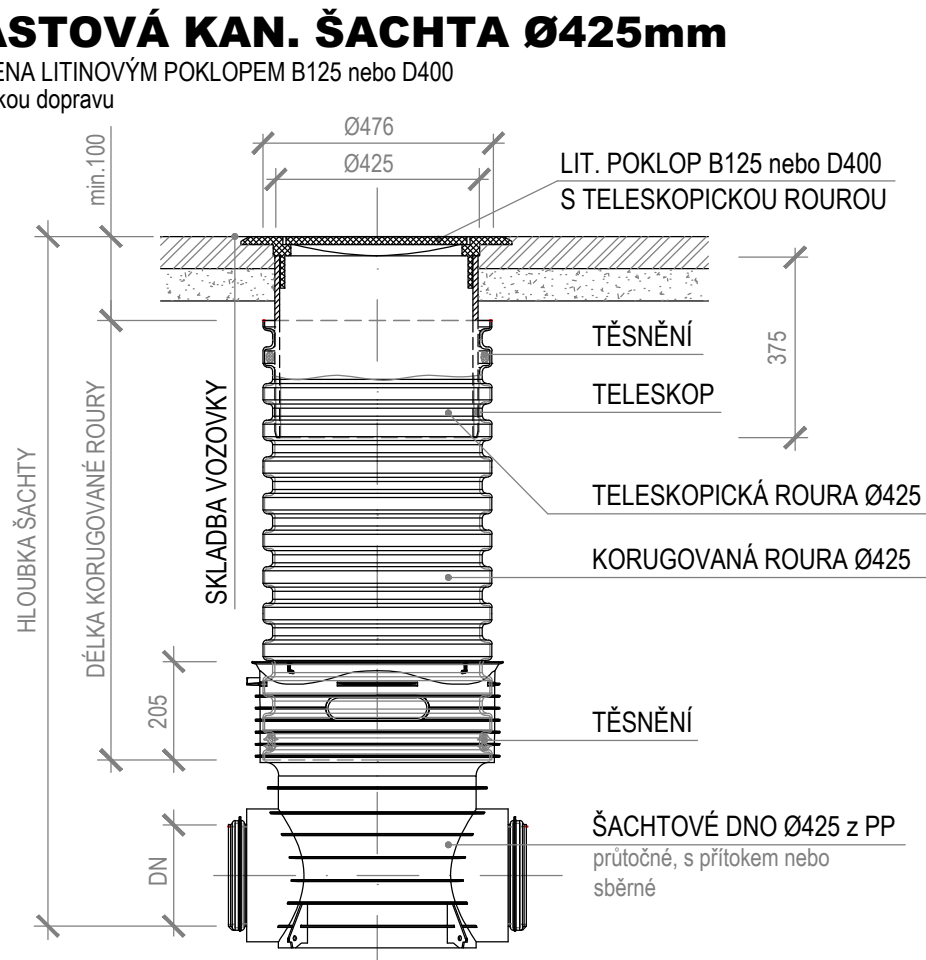 ASTOVÁ KAN. ŠACHTA Ø425mm
ENA LITINOVÝM POKLOPEM B125 nebo D400
kou dopravu
Ø476
Ø425
min.100
LIT. POKLOP B125 nebo D400
S TELESKOPICKOU ROUROU
TĚSNĚNÍ
375
TELESKOP
SKLADBA VOZOVKY
DÉLKA KORUGOVANÉ ROURY
HLOUBKA ŠACHTY
TELESKOPICKÁ ROURA Ø425
KORUGOVANÁ ROURA Ø425
205
TĚSNĚNÍ
DN
ŠACHTOVÉ DNO Ø425 z PP
průtočné, s přítokem nebo
sběrné